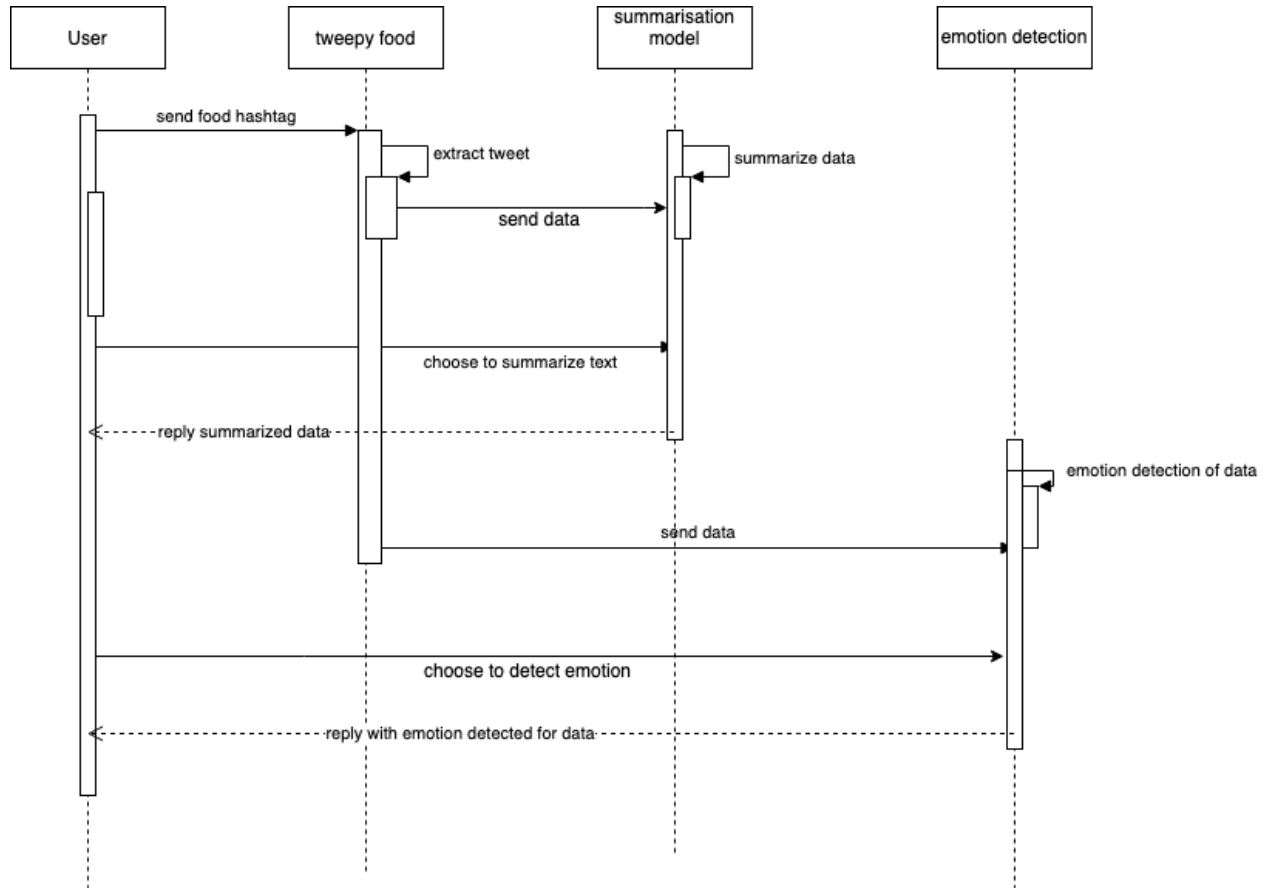 User
tweepy food
summarisation
model
emotion detection
send food hashtag
extract tweet
summarize data
send data
choose to summarize text
reply summarized data
emotion detection of data
send data
choose to detect emotion
reply with emotion detected for data